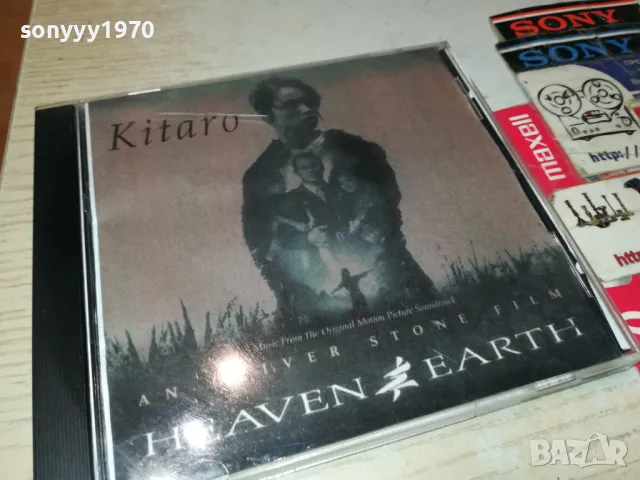 sonyyy1970
SONY
SONY
Kitaro
maxell
http:/
htt
Music From The Original Motion Picture Soundtrack
AN OLIVER STONE FILM
HEAVEN EARTH
BAZAR
bg